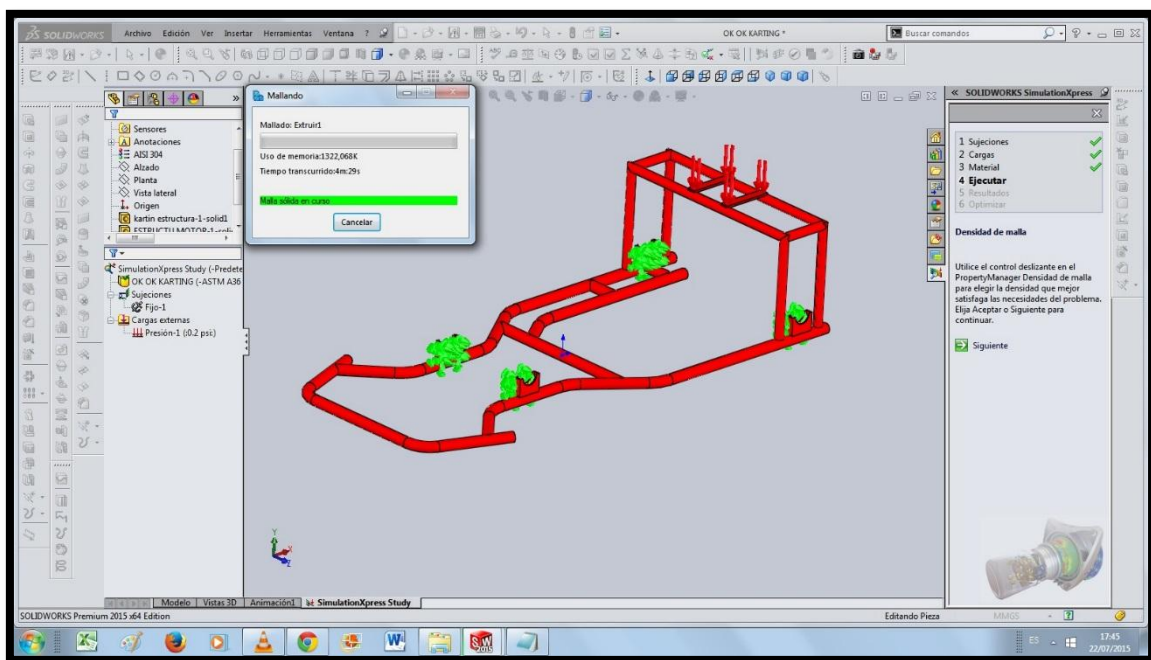 SOLIDWORKS
Archivo Edición Ver Insertar Herramientas Ventana ?
OK OK KARTING *
Buscar comandos
Mallando
Mallado: Extruir1
Uso de memoria:1322,068K
Tiempo transcurrido:4m:29s
Malla sólida en curso
Cancelar
Sensores
Anotaciones
AISI 304
Alzado
Planta
Vista lateral
Origen
kartin estructura-1-solid1
SimulationXpress Study (-Predete
OK OK KARTING (-ASTM A36
Sujeciones
Fijo-1
Cargas externas
Presión-1 (:0.2 psi:)
« SOLIDWORKS SimulationXpress
1 Sujeciones
2 Cargas
3 Material
4 Ejecutar
5 Resultados
6 Optimizar
Densidad de malla
Utilice el control deslizante en el
PropertyManager Densidad de malla
para elegir la densidad que mejor
satisfaga las necesidades del problema.
Elija Aceptar o Siguiente para
continuar.
Siguiente
Y
X
Z
Modelo Vistas 3D Animación1 SimulationXpress Study
SOLIDWORKS Premium 2015 x64 Edition
Editando Pieza
MMGS
ES
17:45
22/07/2015